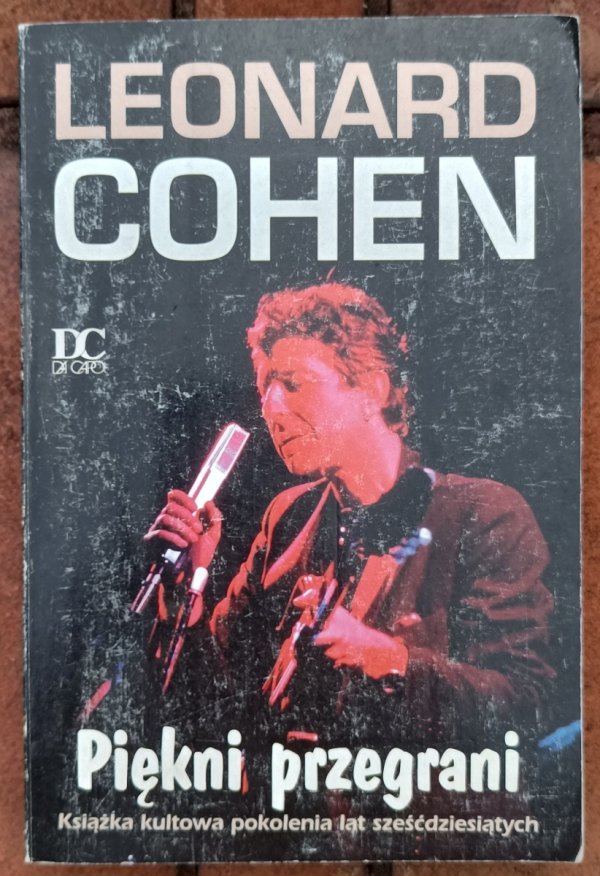 LEONARD
COHEN
DC
DA CAPO
Piękni przegrani
Książka kultowa pokolenia lat sześćdziesiątych